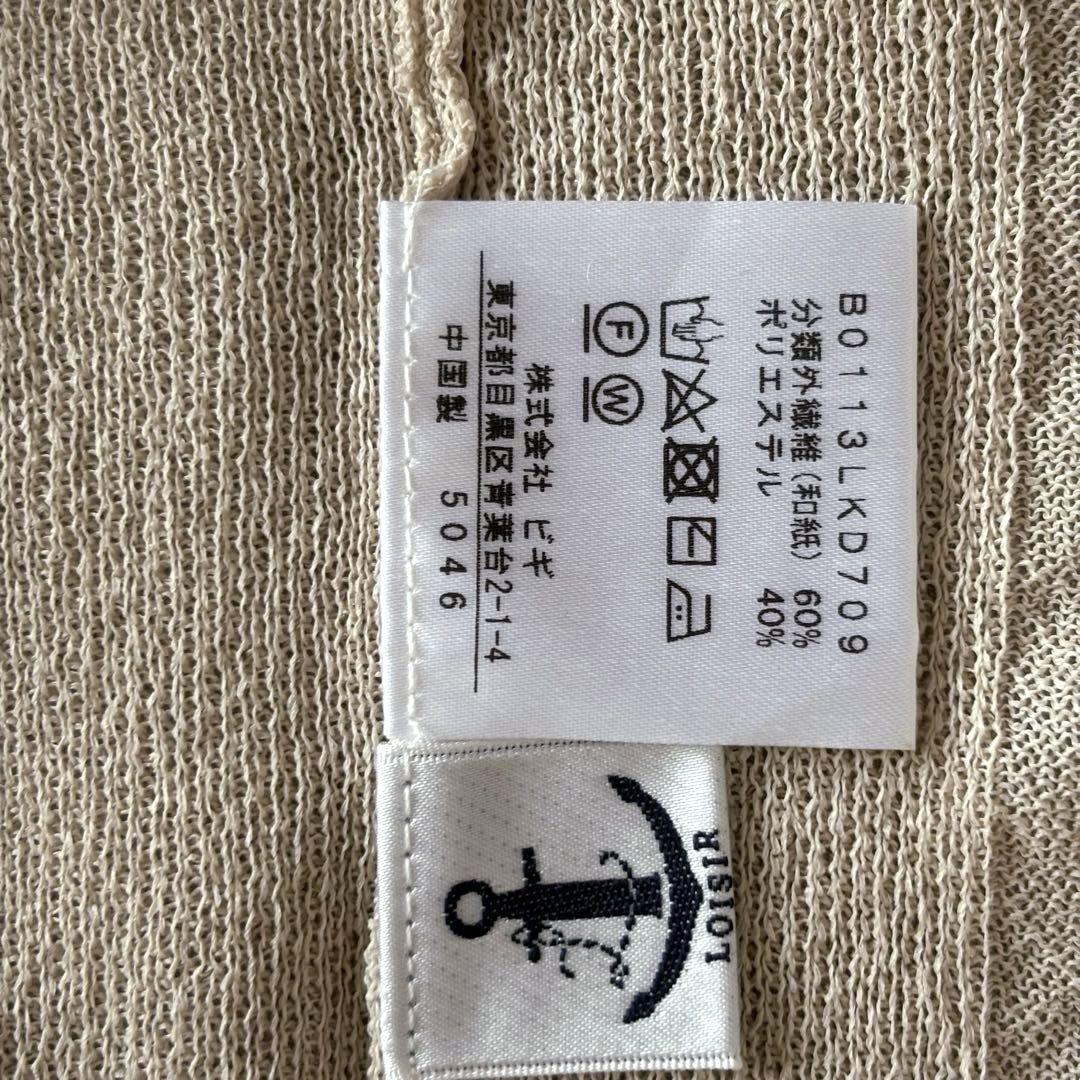 B0113LKD709
分類外繊維（和紙） 60%
ポリエステル 40%
F W
株式会社 ビギ
東京都目黒区青葉台2-1-4
中国製 5046
LOISIR